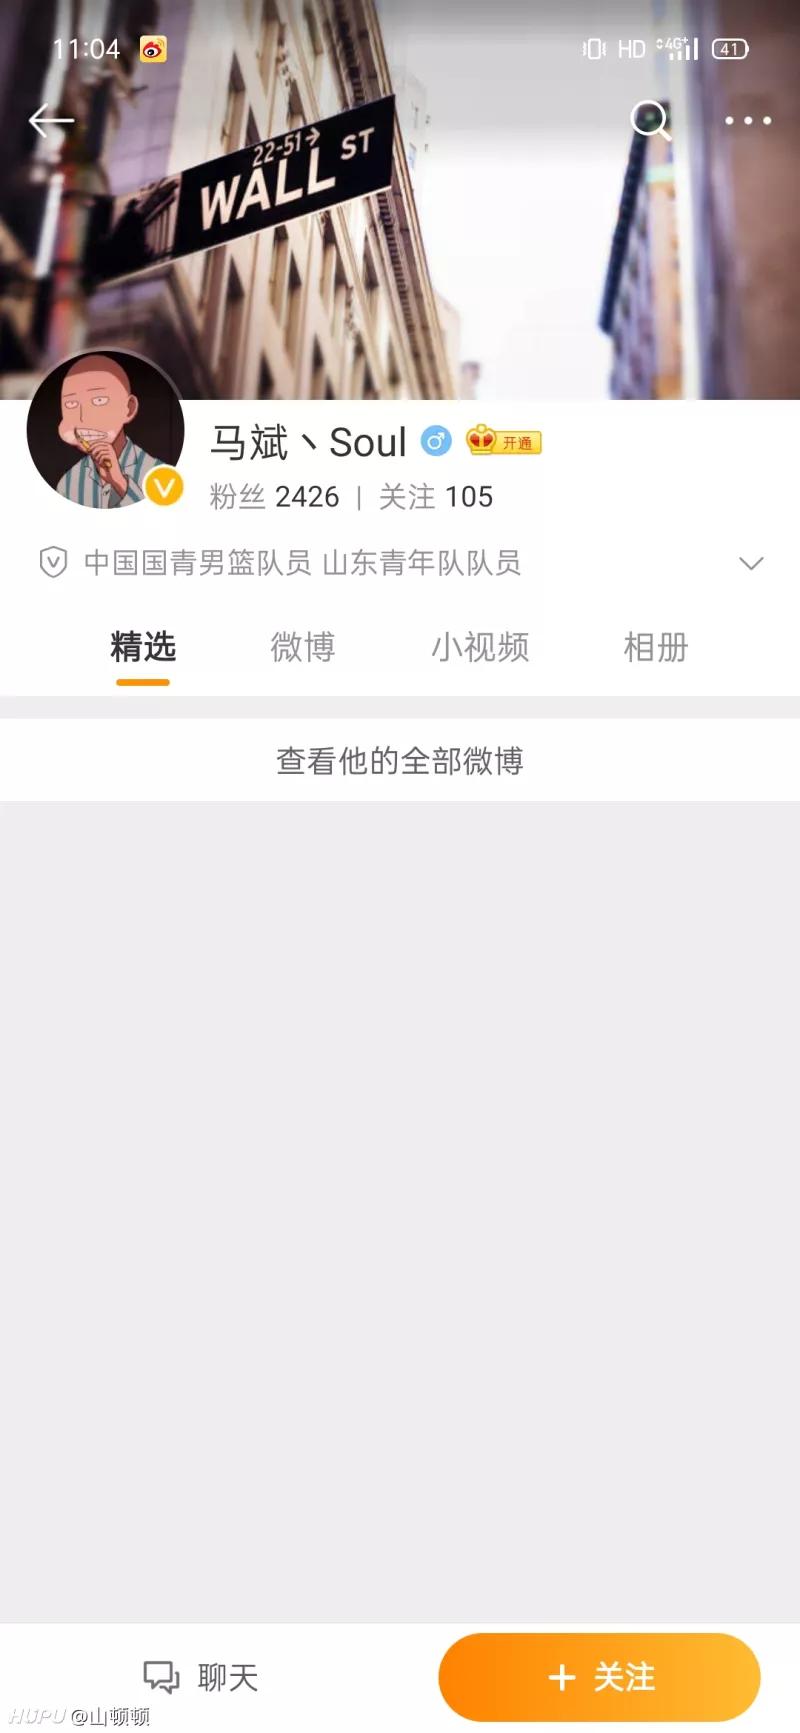 11:04
HD 4G+ 41
22-51→
WALL ST
马斌丶Soul
开通
粉丝 2426 | 关注 105
中国国青男篮队员 山东青年队队员
精选 微博 小视频 相册
查看他的全部微博
聊天
+ 关注
HUPU @山顿顿